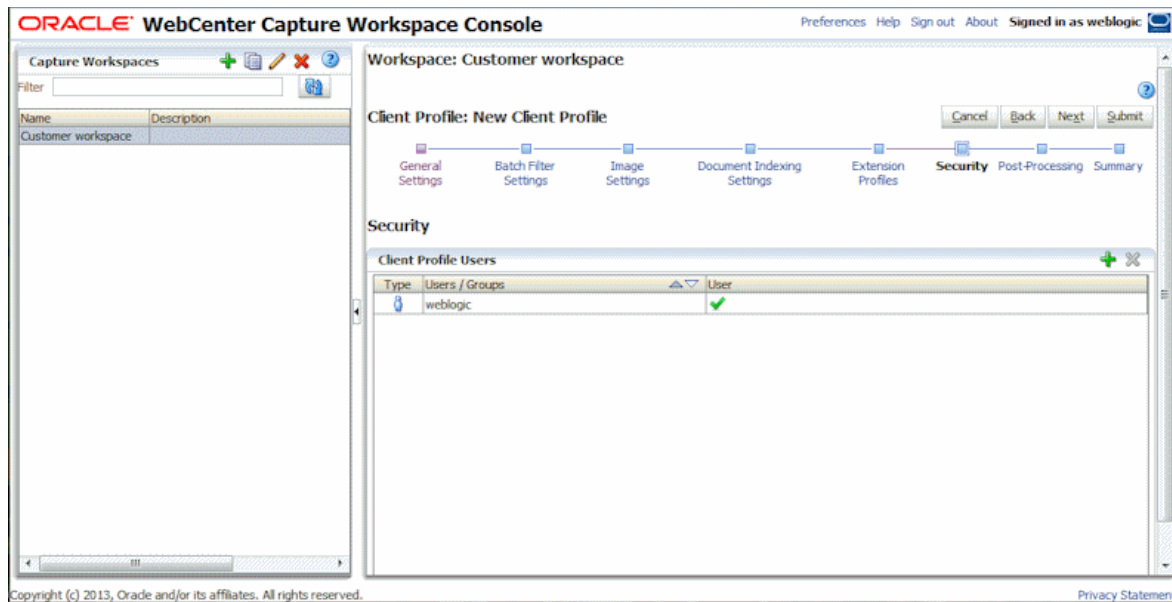 ORACLE WebCenter Capture Workspace Console
Preferences Help Sign out About Signed in as weblogic
Capture Workspaces
Filter
Name Description
Customer workspace
Workspace: Customer workspace
Client Profile: New Client Profile
Cancel Back Next Submit
General Settings
Batch Filter Settings
Image Settings
Document Indexing Settings
Extension Profiles
Security
Post-Processing
Summary
Security
Client Profile Users
Type Users / Groups User
weblogic
Copyright (c) 2013, Oracle and/or its affiliates. All rights reserved.
Privacy Statemen